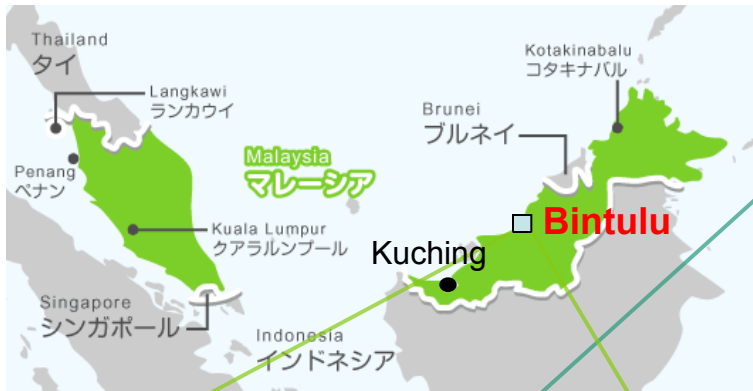 Thailand
タイ
Langkawi
ランカウイ
Penang
ペナン
Malaysia
マレーシア
Kuala Lumpur
クアラルンプール
Singapore
シンガポール
Indonesia
インドネシア
Kotakinabalu
コタキナバル
Brunei
ブルネイ
Bintulu
Kuching